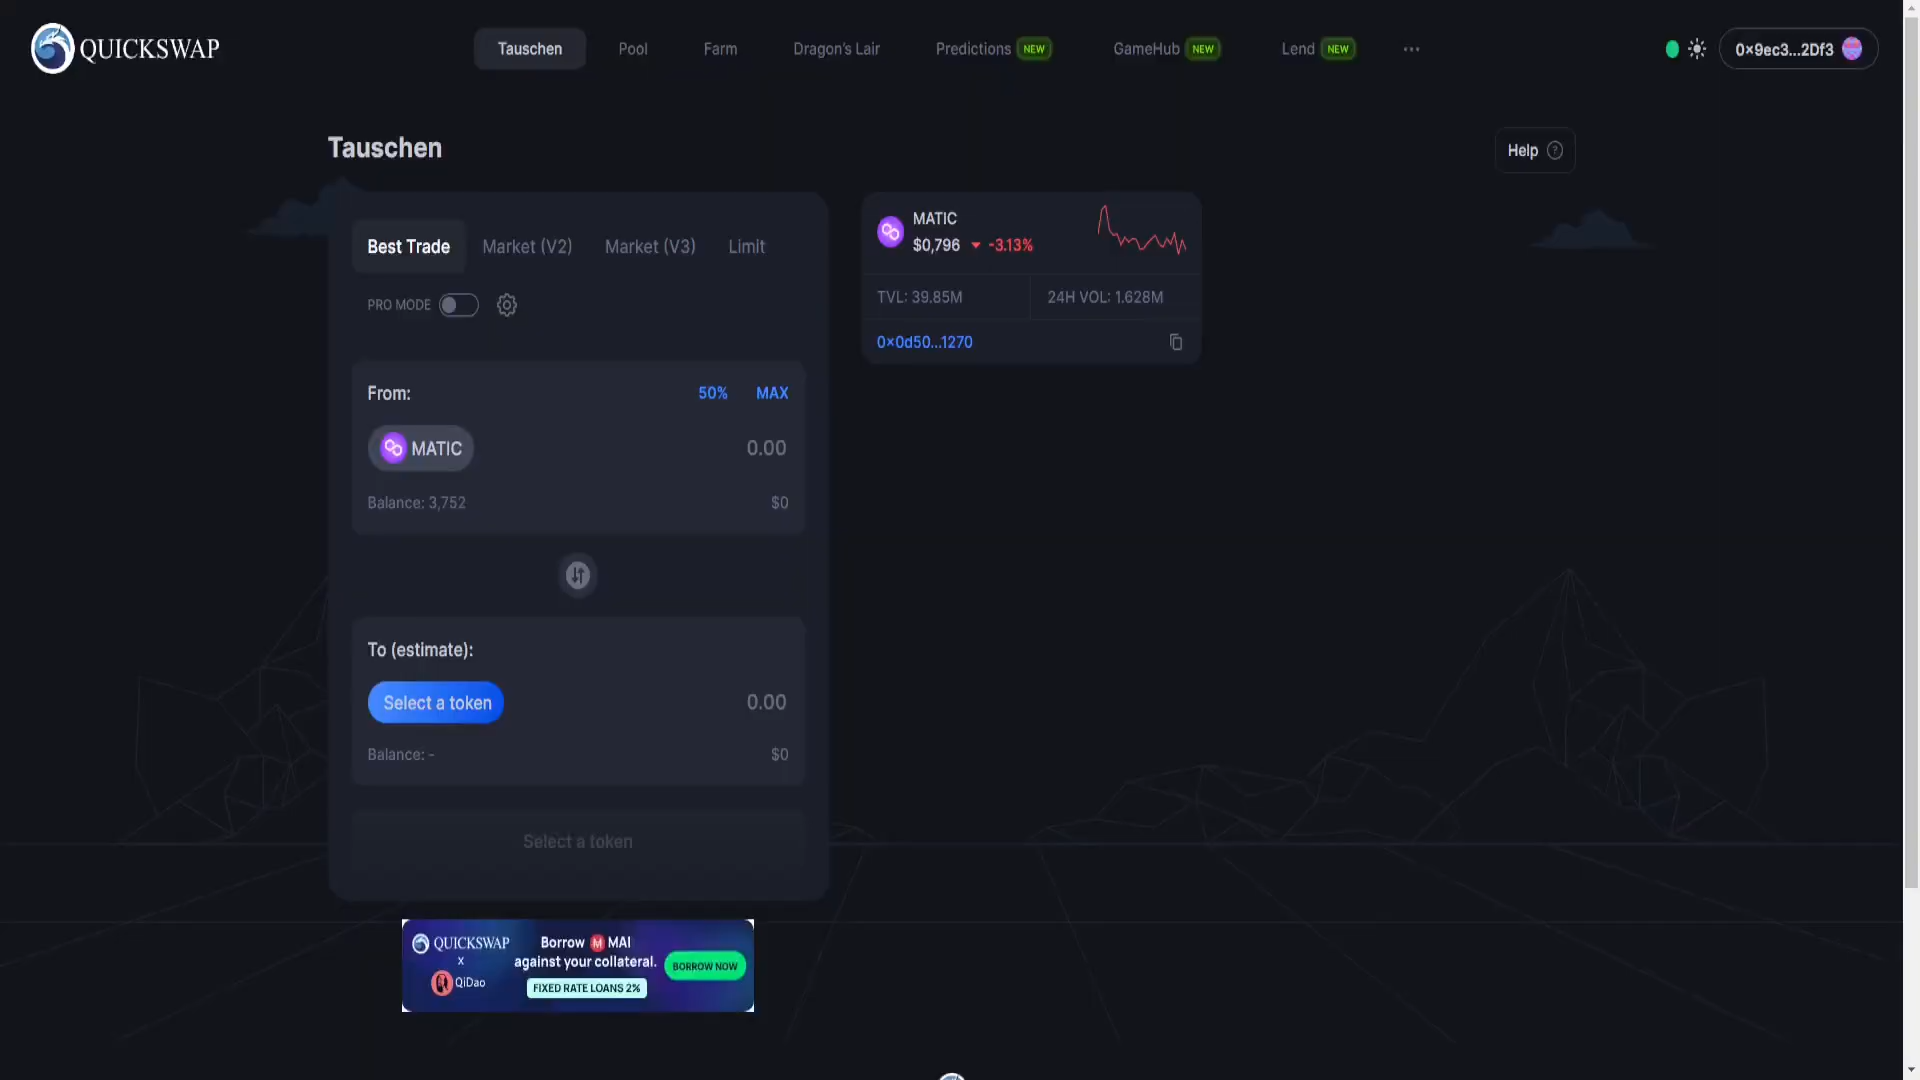 QUICKSWAP
Tauschen
Pool
Farm
Dragon's Lair
Predictions NEW
GameHub NEW
Lend NEW
0x9ec3...2Df3
Tauschen
Help ?
Best Trade
Market (V2)
Market (V3)
Limit
PRO MODE
From:
50%
MAX
MATIC
0.00
Balance: 3,752
$0
To (estimate):
Select a token
0.00
Balance: -
$0
Select a token
MATIC
$0,796 -3.13%
TVL: 39.85M
24H VOL: 1.628M
0x0d50...1270
QUICKSWAP
x
QiDao
Borrow M MAI
against your collateral.
FIXED RATE LOANS 2%
BORROW NOW